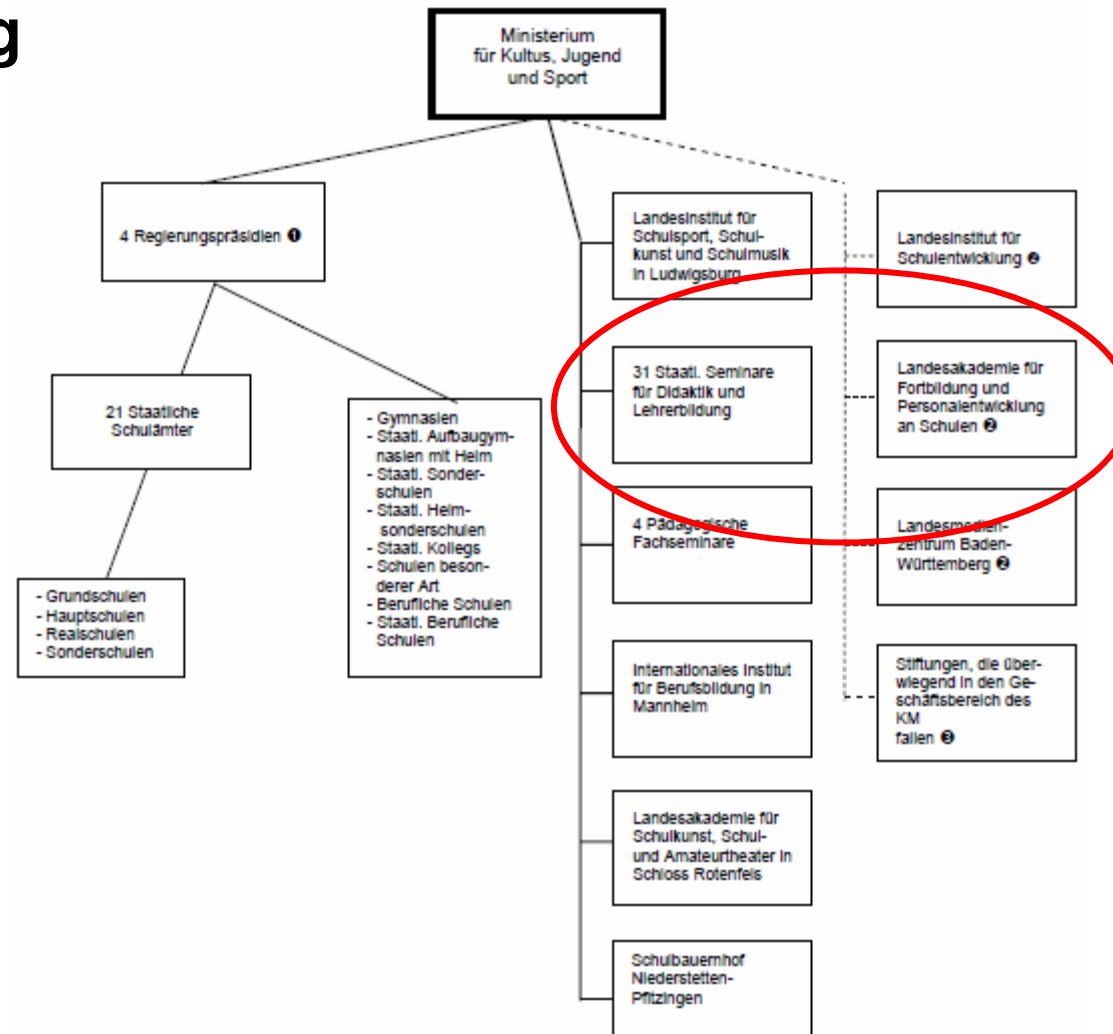 g
Ministerium
für Kultus, Jugend
und Sport
4 Regierungspräsidien ❶
21 Staatliche
Schulämter
- Grundschulen
- Hauptschulen
- Realschulen
- Sonderschulen
- Gymnasien
- Staatl. Aufbaugym-
nasien mit Heim
- Staatl. Sonder-
schulen
- Staatl. Heim-
sonderschulen
- Staatl. Kollegs
- Schulen beson-
derer Art
- Berufliche Schulen
- Staatl. Berufliche
Schulen
Landesinstitut für
Schulsport, Schul-
kunst und Schulmusik
in Ludwigsburg
31 Staatl. Seminare
für Didaktik und
Lehrerbildung
4 Pädagogische
Fachseminare
Internationales Institut
für Berufsbildung in
Mannheim
Landesakademie für
Schulkunst, Schul-
und Amateurtheater in
Schloss Rotenfels
Schulbauernhof
Niederstetten-
Pfitzingen
Landesinstitut für
Schulentwicklung ❷
Landesakademie für
Fortbildung und
Personalentwicklung
an Schulen ❷
Landesmedien-
zentrum Baden-
Württemberg ❷
Stiftungen, die über-
wiegend in den Ge-
schäftsbereich des
KM
fallen ❸